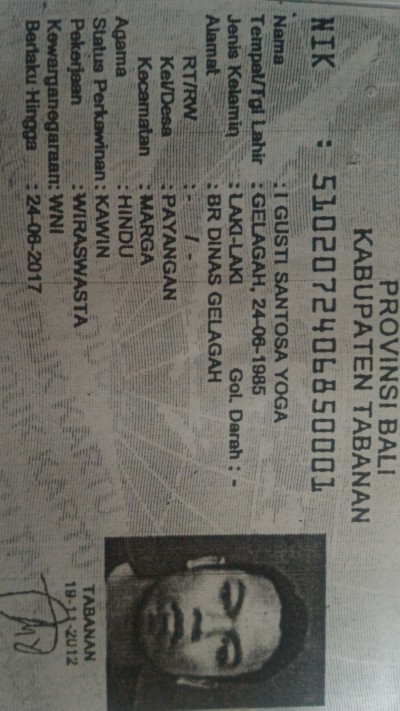 PROVINSI BALI
KABUPATEN TABANAN
NIK : 5102072406850001
Nama : I GUSTI SANTOSA YOGA
Tempat/Tgl Lahir : GELAGAH, 24-06-1985
Jenis Kelamin : LAKI-LAKI Gol. Darah : -
Alamat : BR DINAS GELAGAH
RT/RW : - / -
Kel/Desa : PAYANGAN
Kecamatan : MARGA
Agama : HINDU
Status Perkawinan : KAWIN
Pekerjaan : WIRASWASTA
Kewarganegaraan: WNI
Berlaku Hingga : 24-06-2017
TABANAN
19-11-2012